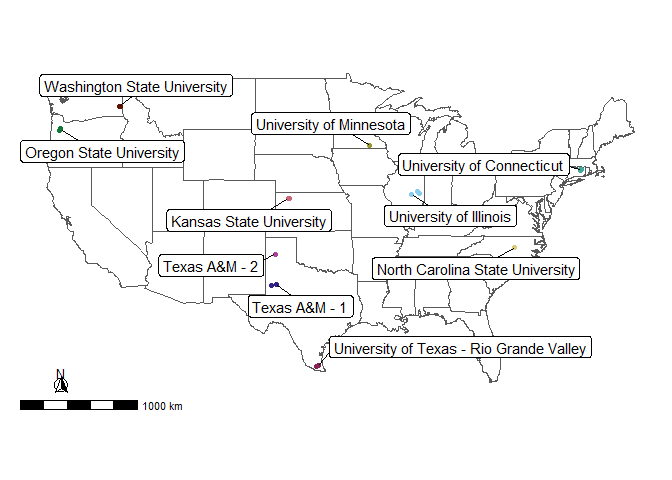 Washington State University
University of Minnesota
Oregon State University
University of Connecticut
University of Illinois
Kansas State University
Texas A&M - 2
North Carolina State University
Texas A&M - 1
University of Texas - Rio Grande Valley
N
1000 km